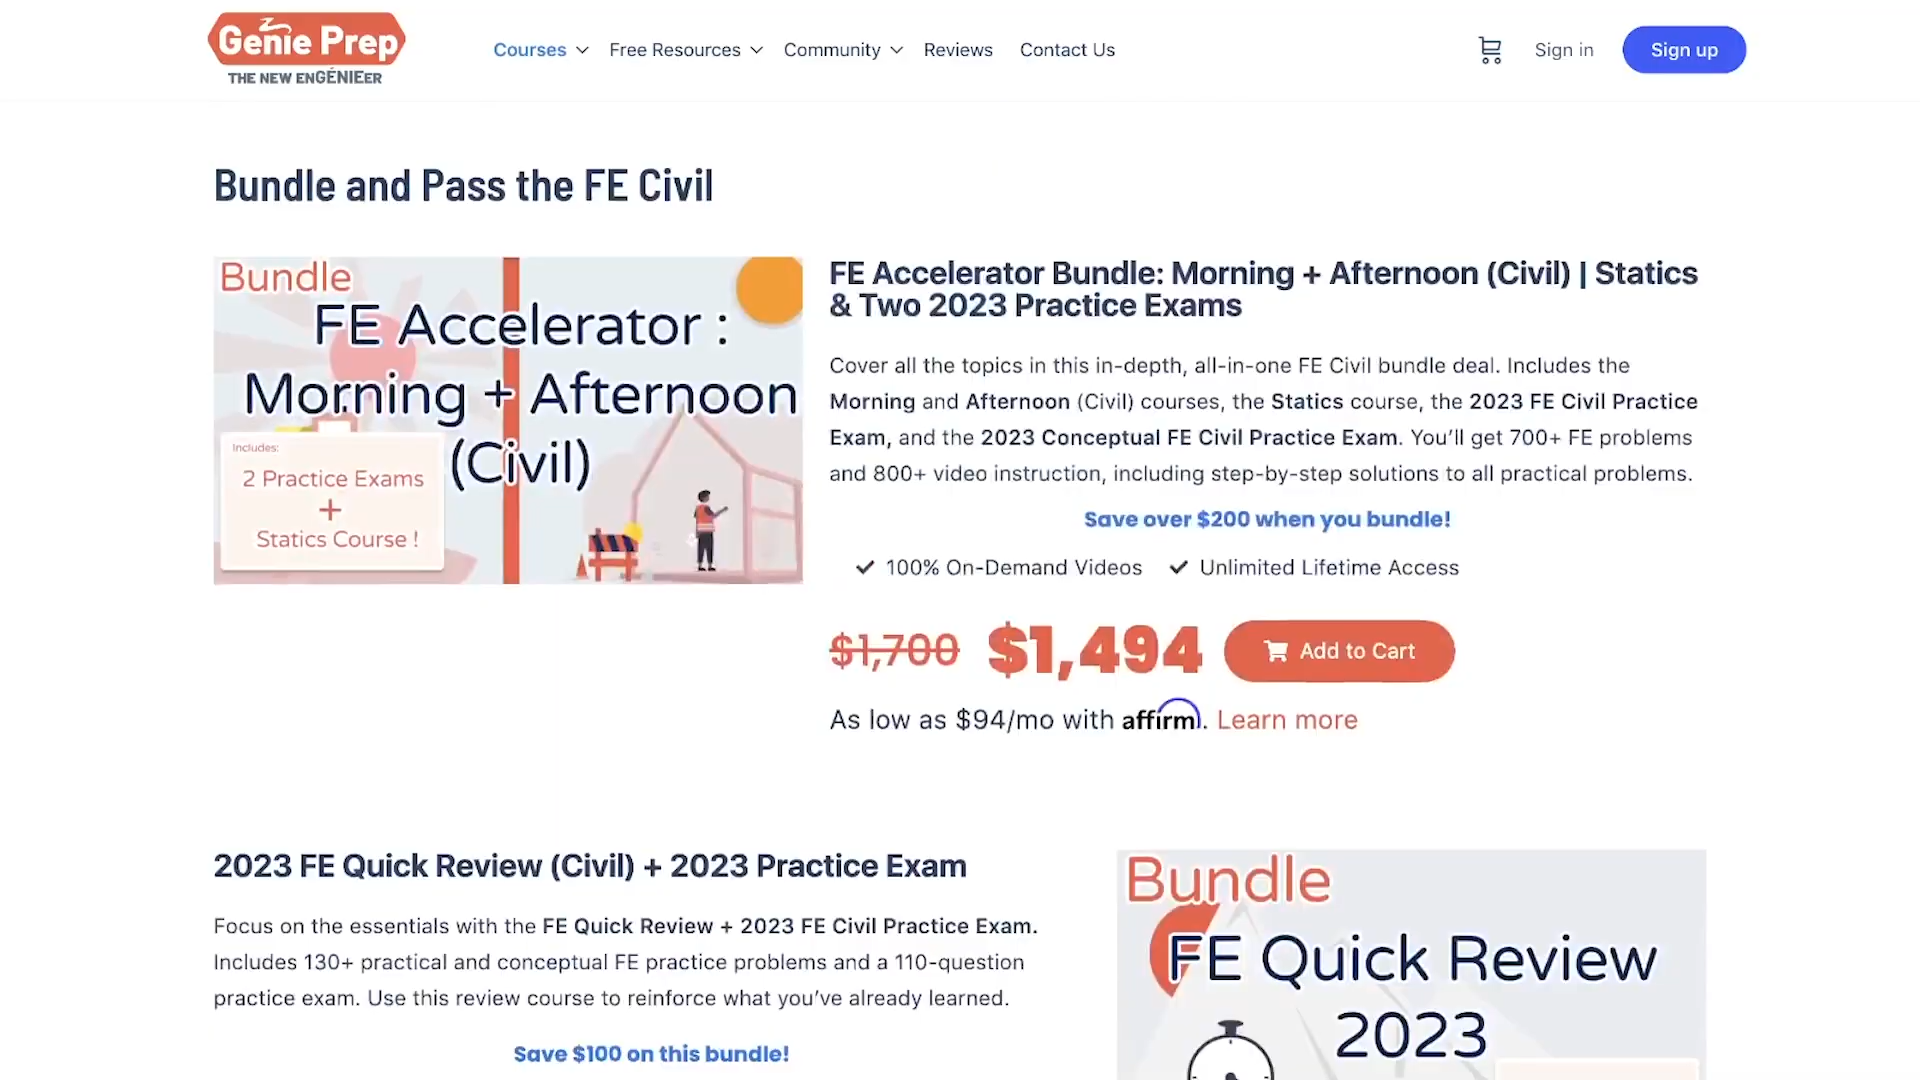 Genie Prep
THE NEW ENGÉNIEER
Courses
Free Resources
Community
Reviews
Contact Us
Sign in
Sign up
Bundle and Pass the FE Civil
Bundle
FE Accelerator :
Morning + Afternoon
(Civil)
Includes:
2 Practice Exams
+
Statics Course !
FE Accelerator Bundle: Morning + Afternoon (Civil) | Statics
& Two 2023 Practice Exams
Cover all the topics in this in-depth, all-in-one FE Civil bundle deal. Includes the
Morning and Afternoon (Civil) courses, the Statics course, the 2023 FE Civil Practice
Exam, and the 2023 Conceptual FE Civil Practice Exam. You’ll get 700+ FE problems
and 800+ video instruction, including step-by-step solutions to all practical problems.
Save over $200 when you bundle!
100% On-Demand Videos
Unlimited Lifetime Access
$1,700 $1,494 Add to Cart
As low as $94/mo with affirm. Learn more
2023 FE Quick Review (Civil) + 2023 Practice Exam
Focus on the essentials with the FE Quick Review + 2023 FE Civil Practice Exam.
Includes 130+ practical and conceptual FE practice problems and a 110-question
practice exam. Use this review course to reinforce what you’ve already learned.
Save $100 on this bundle!
Bundle
FE Quick Review
2023